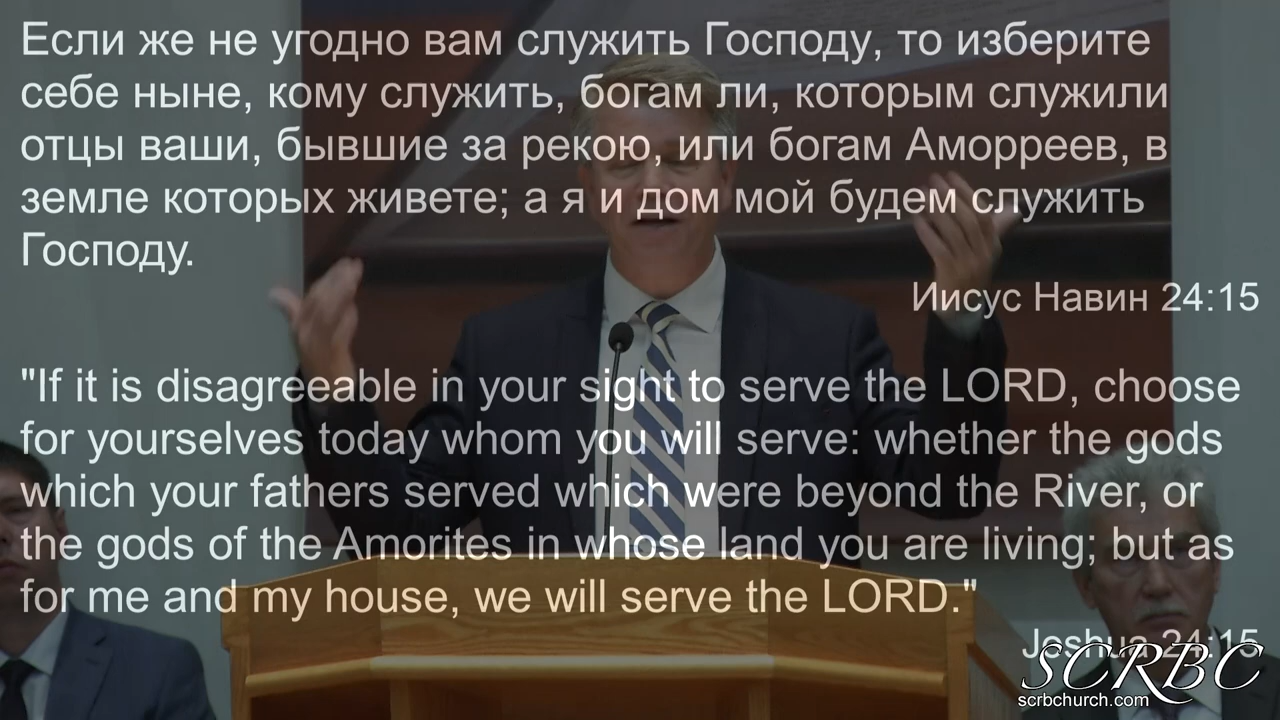 Если же не угодно вам служить Господу, то изберите
себе ныне, кому служить, богам ли, которым служили
отцы ваши, бывшие за рекою, или богам Аморреев, в
земле которых живете; а я и дом мой будем служить
Господу.
Иисус Навин 24:15
"If it is disagreeable in your sight to serve the LORD, choose
for yourselves today whom you will serve: whether the gods
which your fathers served which were beyond the River, or
the gods of the Amorites in whose land you are living; but as
for me and my house, we will serve the LORD."
Joshua 24:15
SCRBC
scrbchurch.com